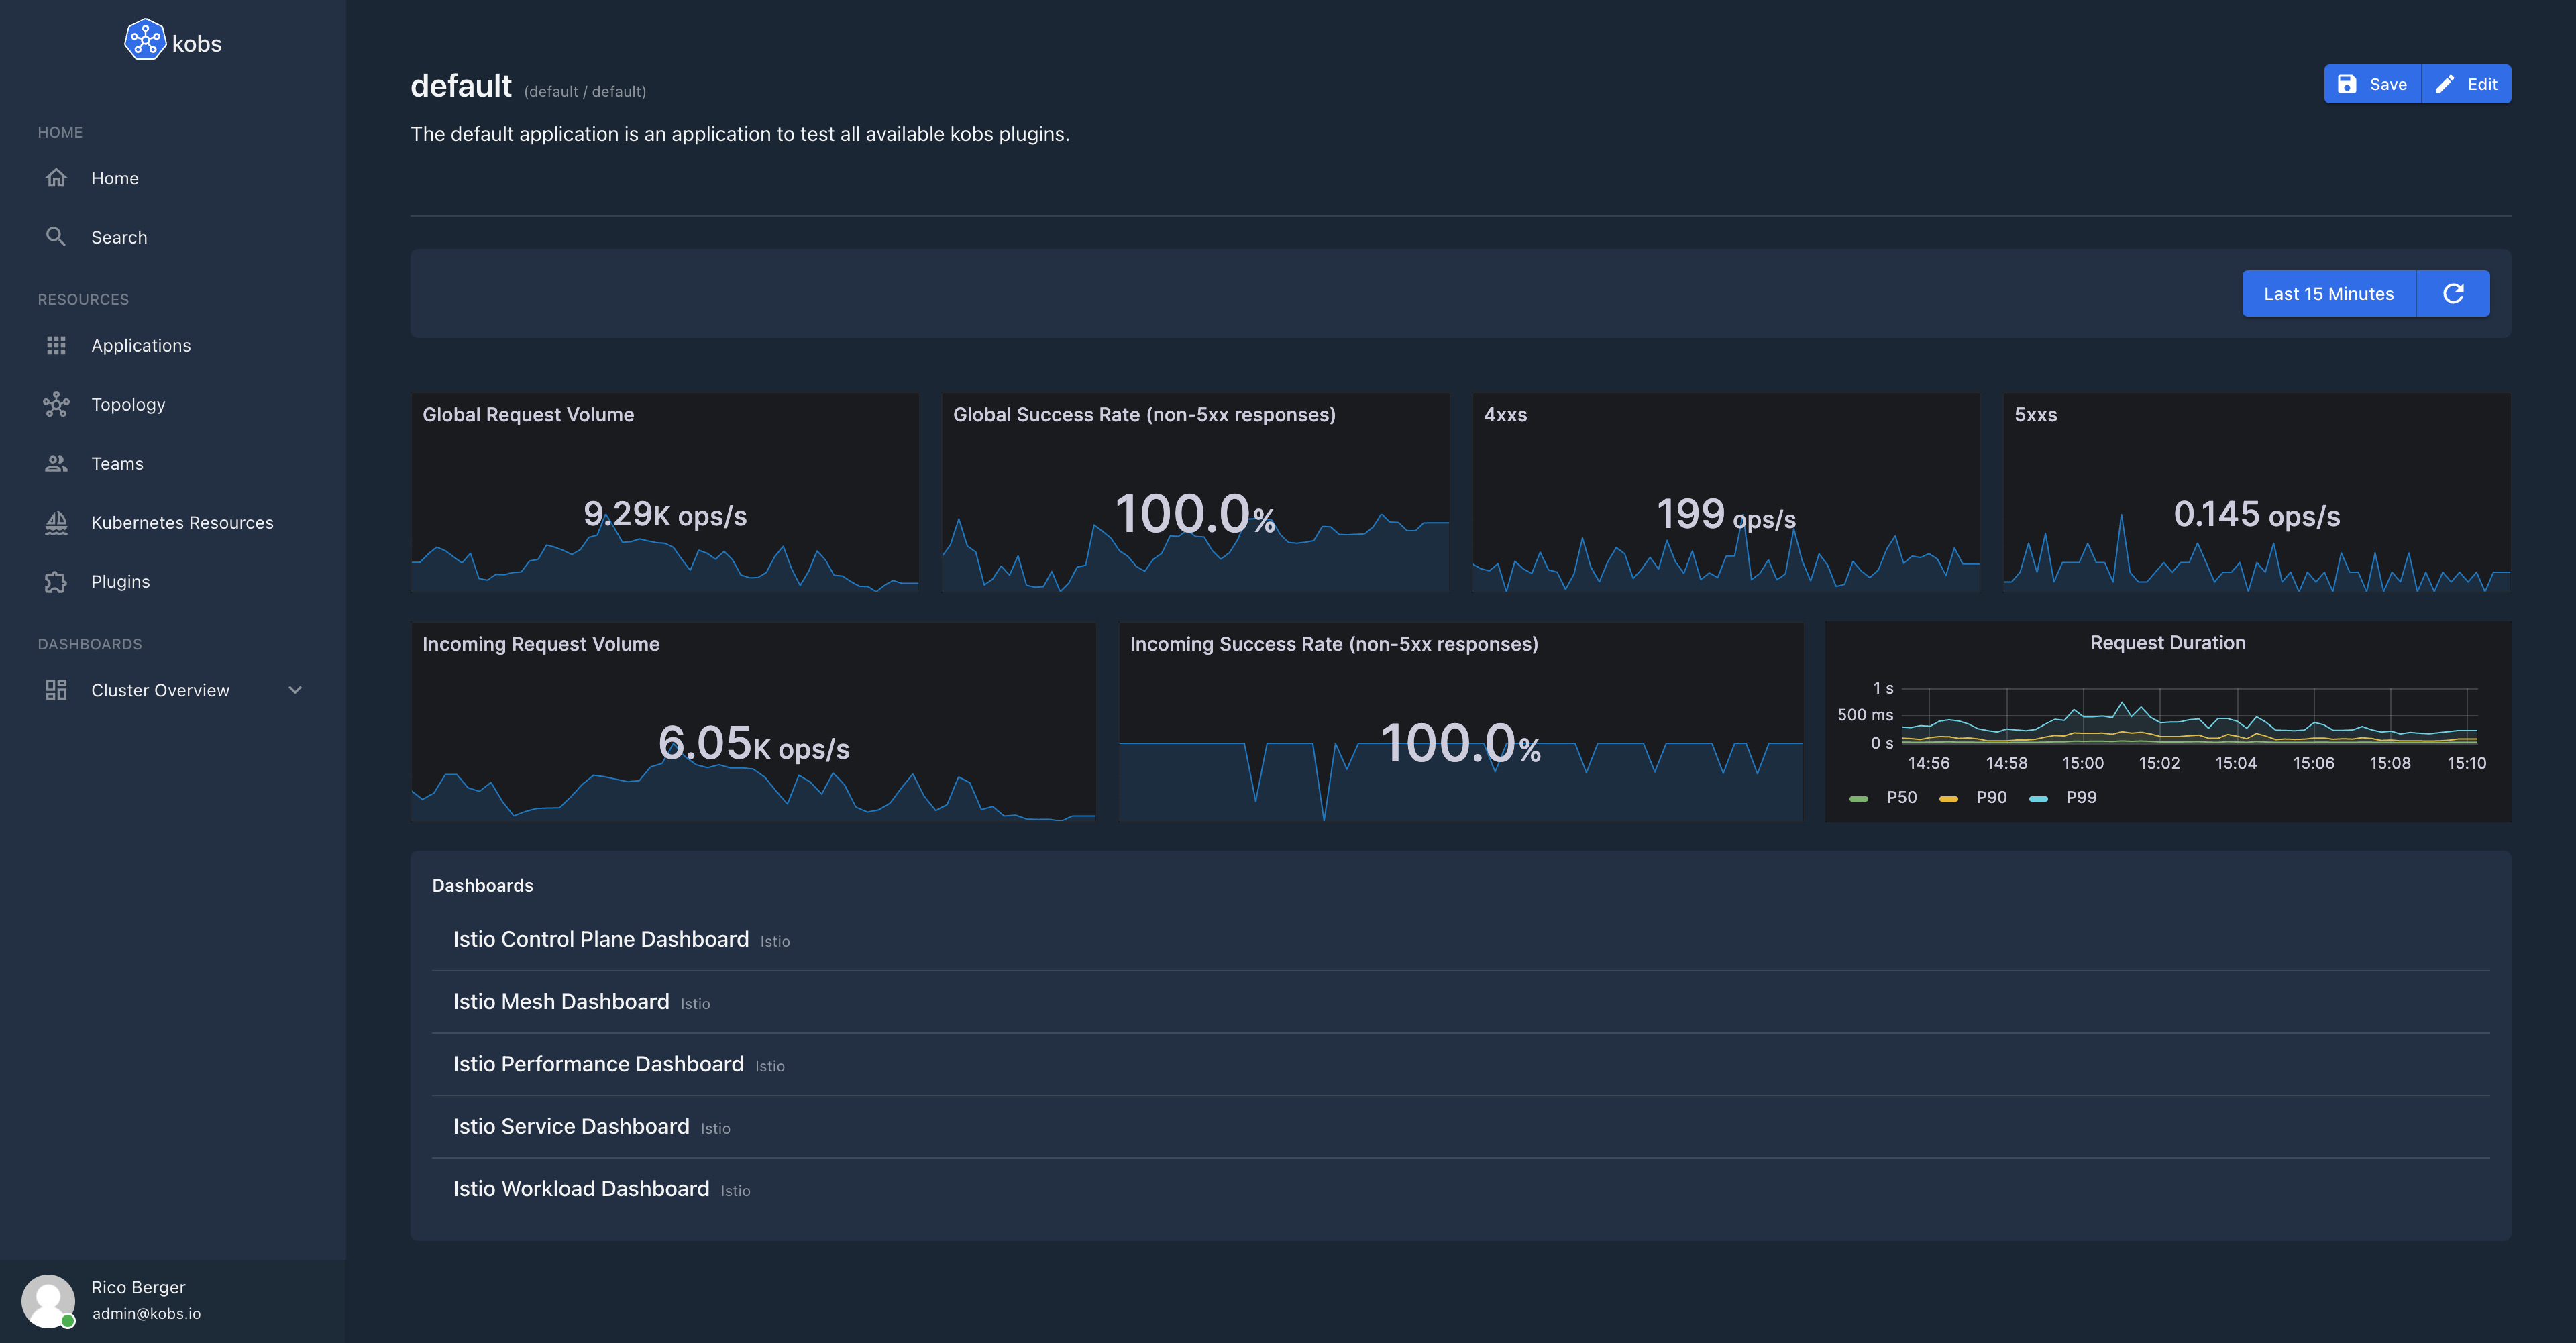 kobs
HOME
Home
Search
RESOURCES
Applications
Topology
Teams
Kubernetes Resources
Plugins
DASHBOARDS
Cluster Overview
Rico Berger
admin@kobs.io
default (default / default)
Save Edit
The default application is an application to test all available kobs plugins.
Last 15 Minutes
Global Request Volume
9.29K ops/s
Global Success Rate (non-5xx responses)
100.0%
4xxs
199 ops/s
5xxs
0.145 ops/s
Incoming Request Volume
6.05K ops/s
Incoming Success Rate (non-5xx responses)
100.0%
Request Duration
1 s
500 ms
0 s
14:56 14:58 15:00 15:02 15:04 15:06 15:08 15:10
P50 P90 P99
Dashboards
Istio Control Plane Dashboard Istio
Istio Mesh Dashboard Istio
Istio Performance Dashboard Istio
Istio Service Dashboard Istio
Istio Workload Dashboard Istio